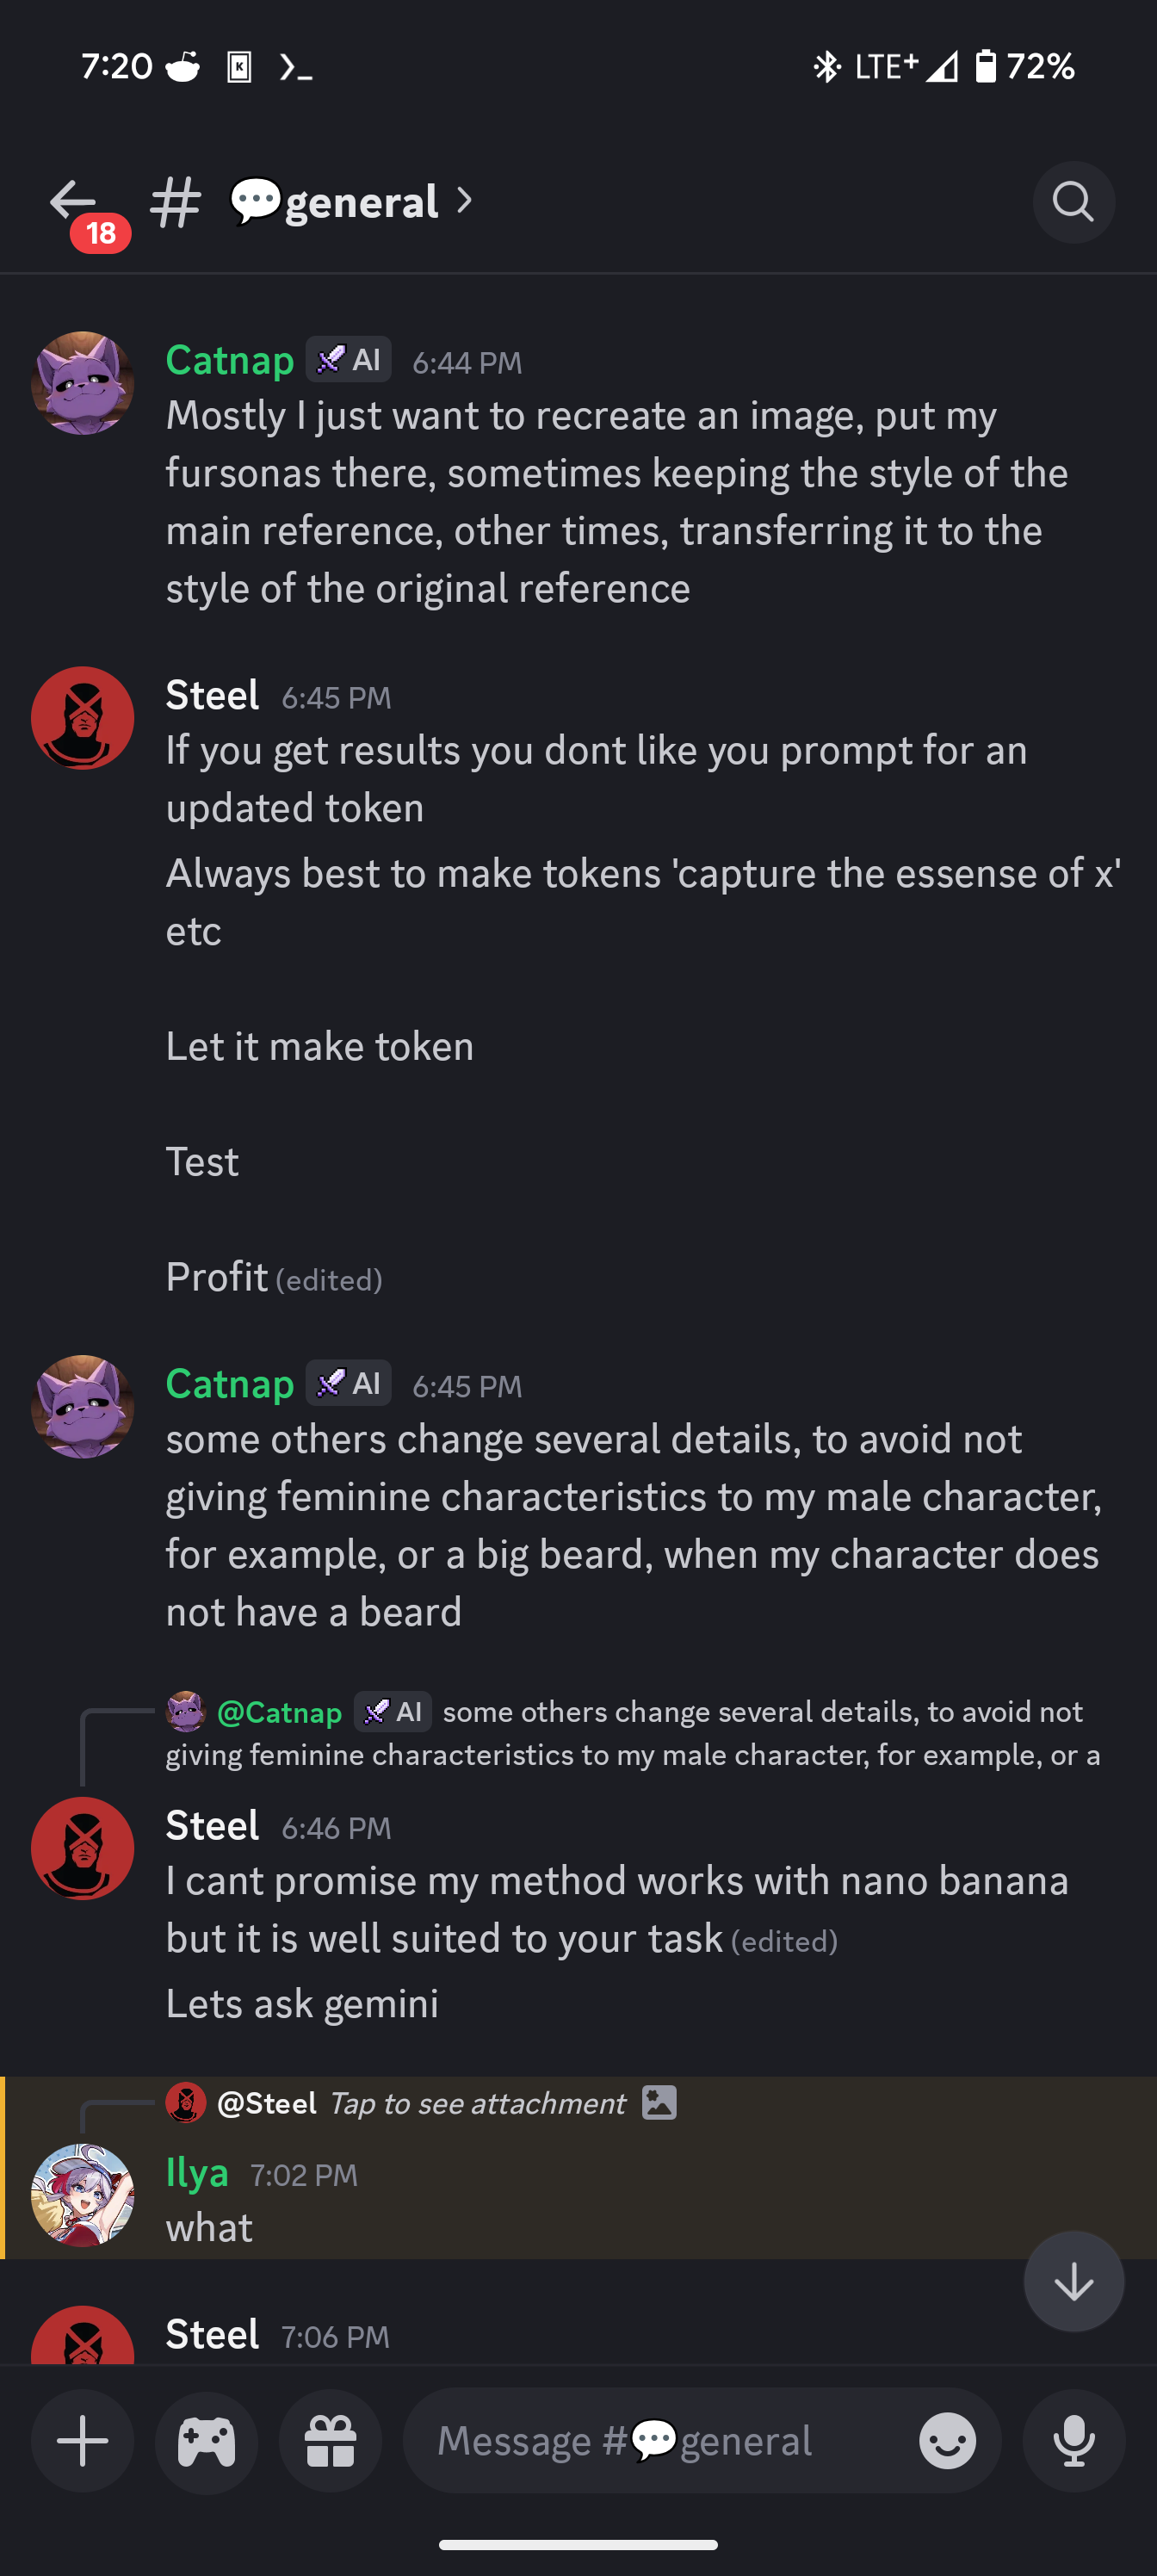 7:20 K >_ LTE+ 72%
18 # 💬general >
Catnap AI 6:44 PM
Mostly I just want to recreate an image, put my
fursonas there, sometimes keeping the style of the
main reference, other times, transferring it to the
style of the original reference
Steel 6:45 PM
If you get results you dont like you prompt for an
updated token
Always best to make tokens 'capture the essense of x'
etc
Let it make token
Test
Profit (edited)
Catnap AI 6:45 PM
some others change several details, to avoid not
giving feminine characteristics to my male character,
for example, or a big beard, when my character does
not have a beard
@Catnap AI some others change several details, to avoid not
giving feminine characteristics to my male character, for example, or a
Steel 6:46 PM
I cant promise my method works with nano banana
but it is well suited to your task (edited)
Lets ask gemini
@Steel Tap to see attachment
Ilya 7:02 PM
what
Steel 7:06 PM
Message #💬general